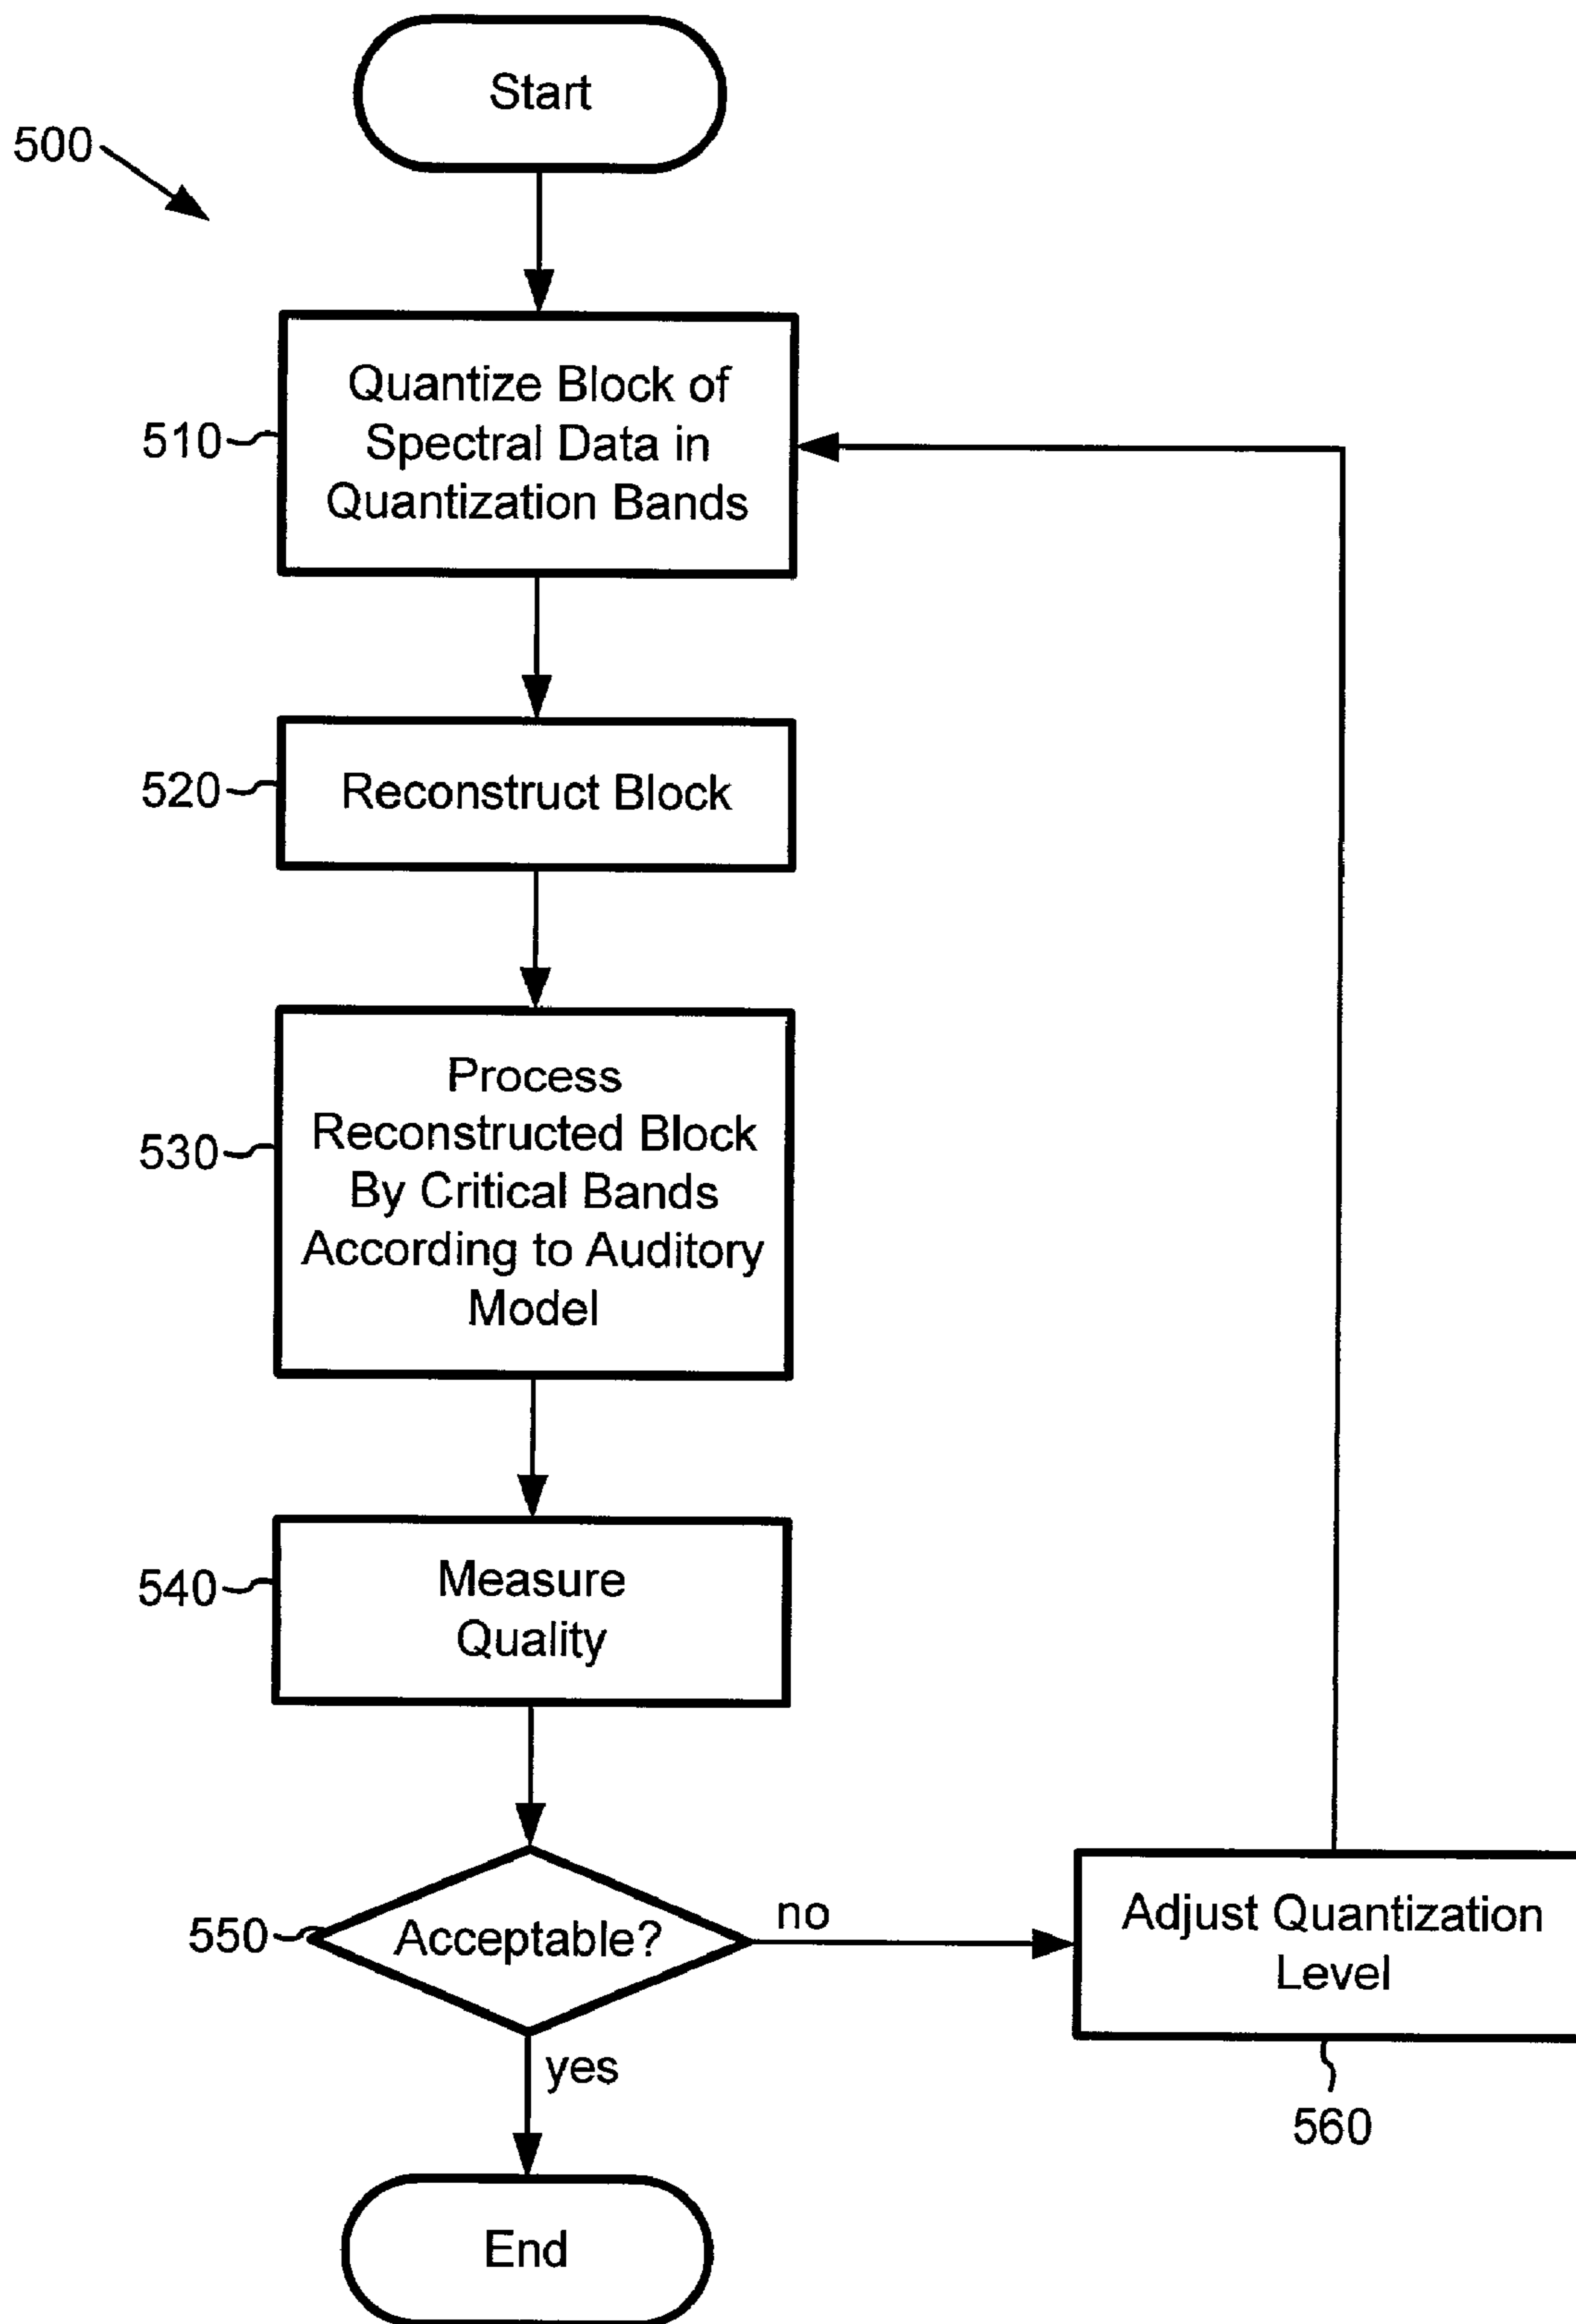 Start
500
Quantize Block of
Spectral Data in
Quantization Bands
510
Reconstruct Block
520
Process
Reconstructed Block
By Critical Bands
According to Auditory
Model
530
Measure
Quality
540
Acceptable?
550
no
Adjust Quantization
Level
560
yes
End